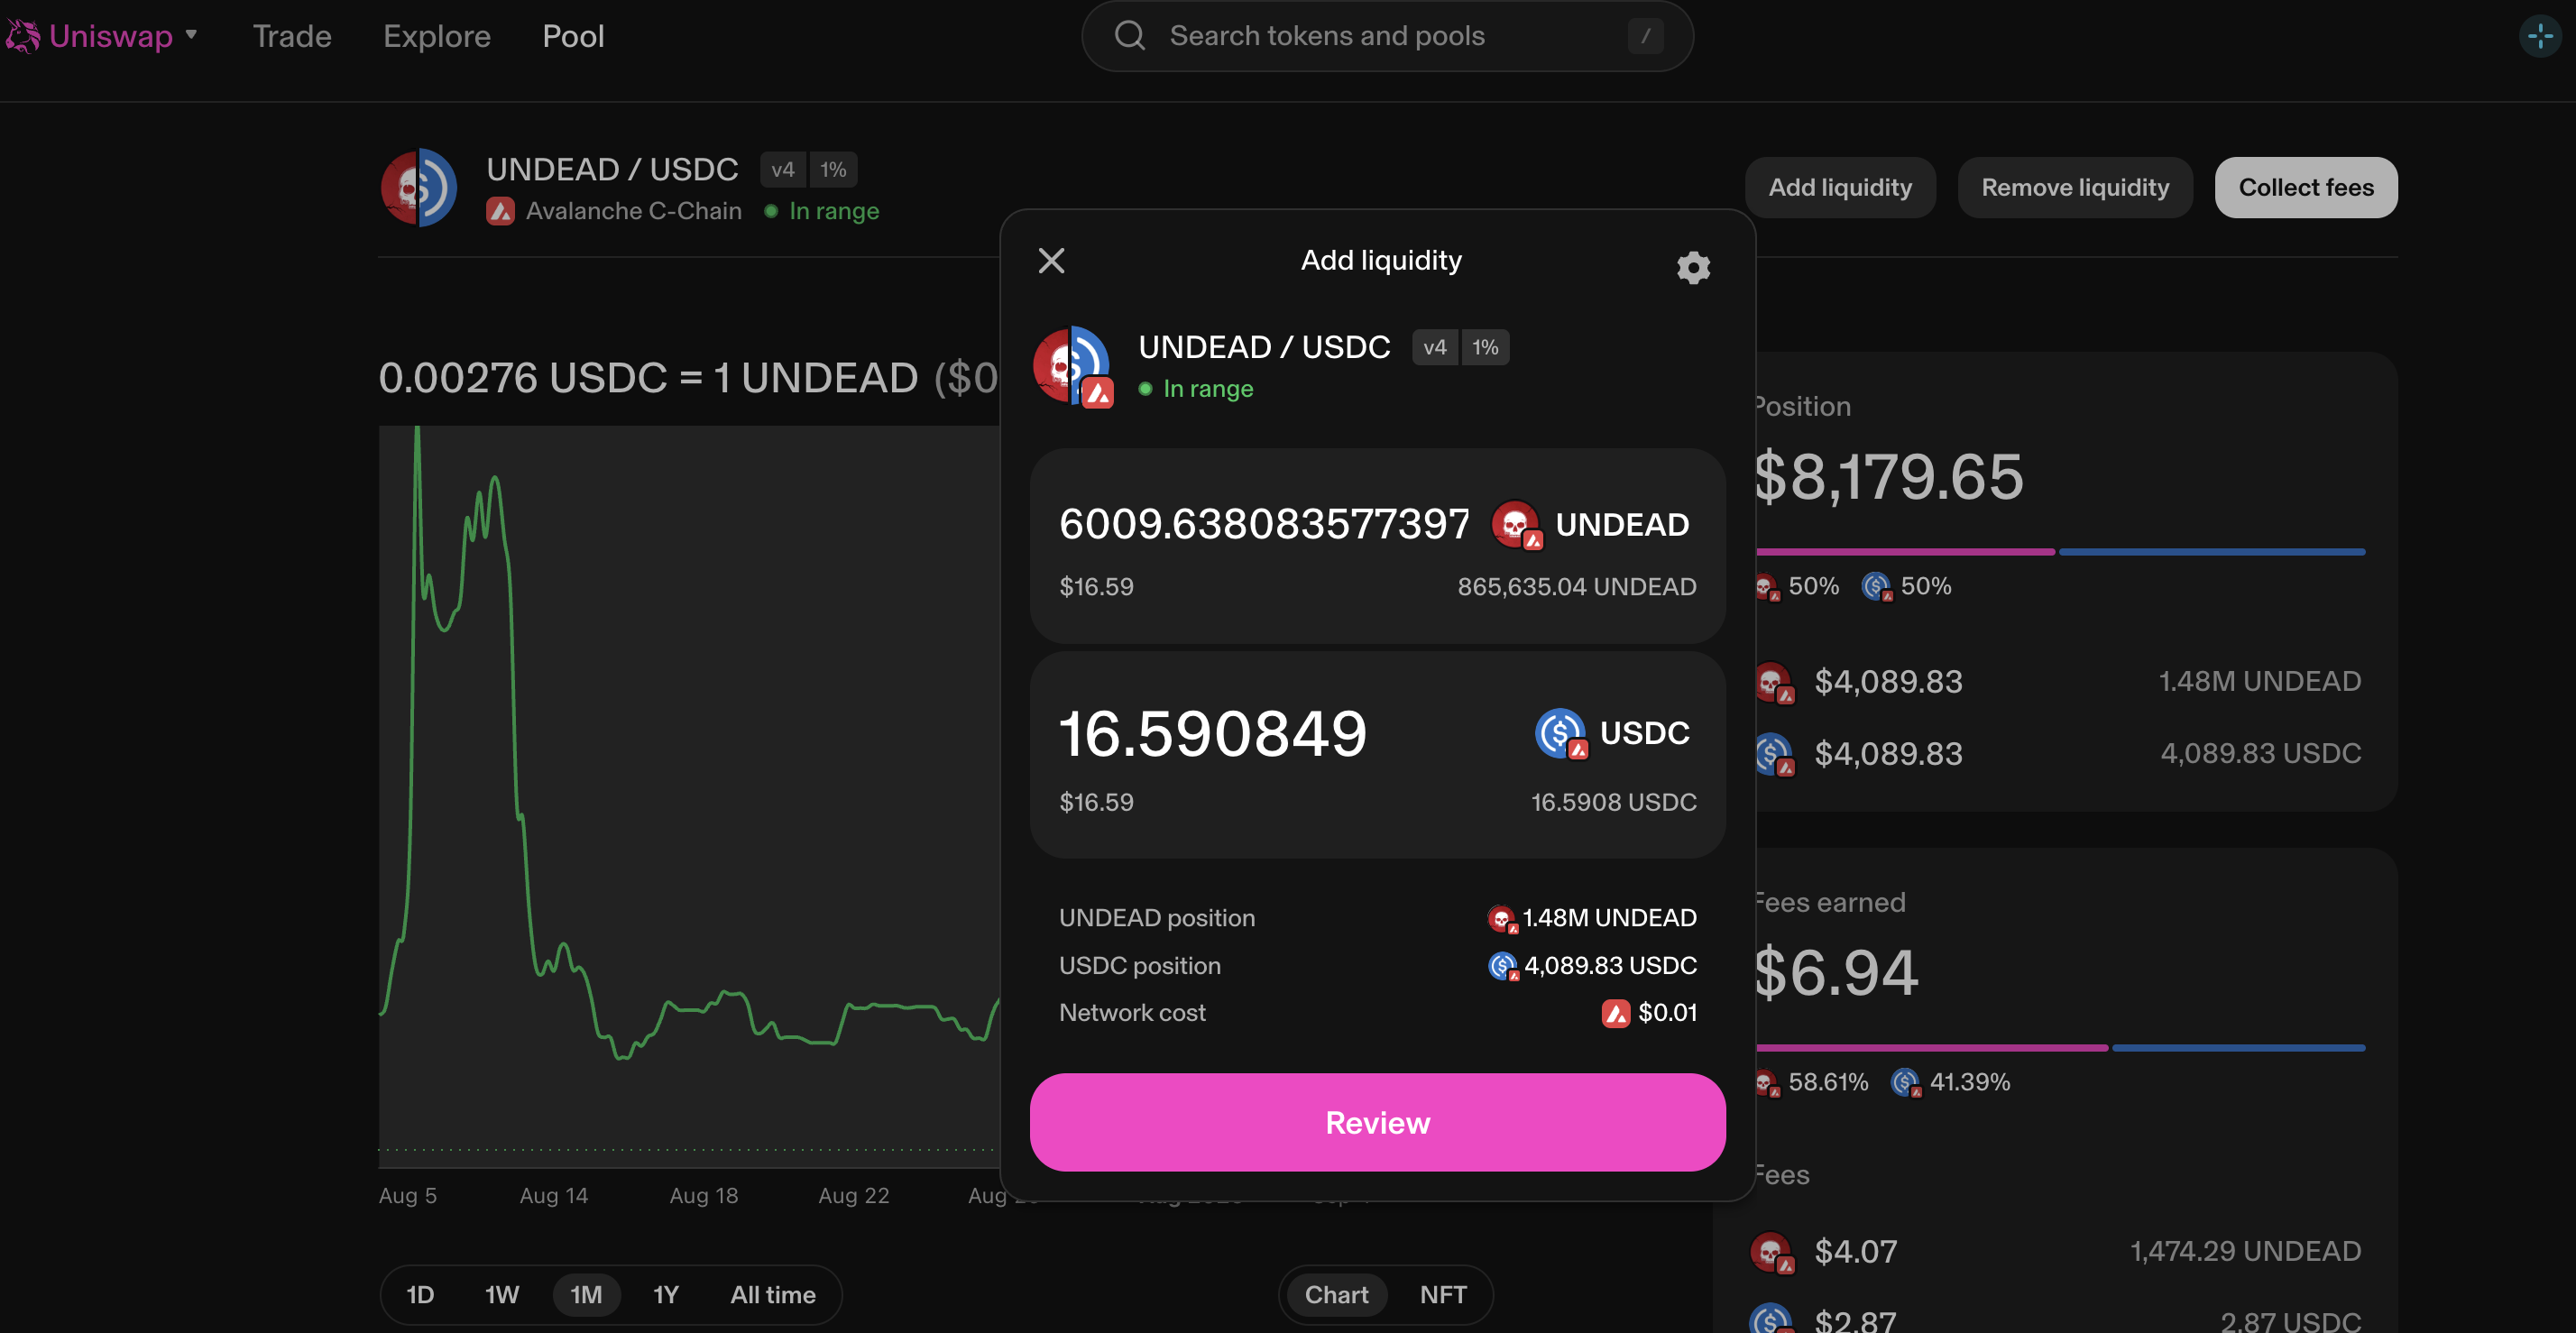 Uniswap Trade Explore Pool
Search tokens and pools /
UNDEAD / USDC v4 1%
Avalanche C-Chain In range
Add liquidity Remove liquidity Collect fees
0.00276 USDC = 1 UNDEAD ($0
Aug 5 Aug 14 Aug 18 Aug 22 Aug
1D 1W 1M 1Y All time
Chart NFT
Add liquidity
UNDEAD / USDC v4 1%
In range
6009.638083577397 UNDEAD
$16.59 865,635.04 UNDEAD
16.590849 USDC
$16.59 16.5908 USDC
UNDEAD position 1.48M UNDEAD
USDC position 4,089.83 USDC
Network cost $0.01
Review
Position
$8,179.65
50% 50%
$4,089.83 1.48M UNDEAD
$4,089.83 4,089.83 USDC
Fees earned
$6.94
58.61% 41.39%
Fees
$4.07 1,474.29 UNDEAD
$2.87 2.87 USDC